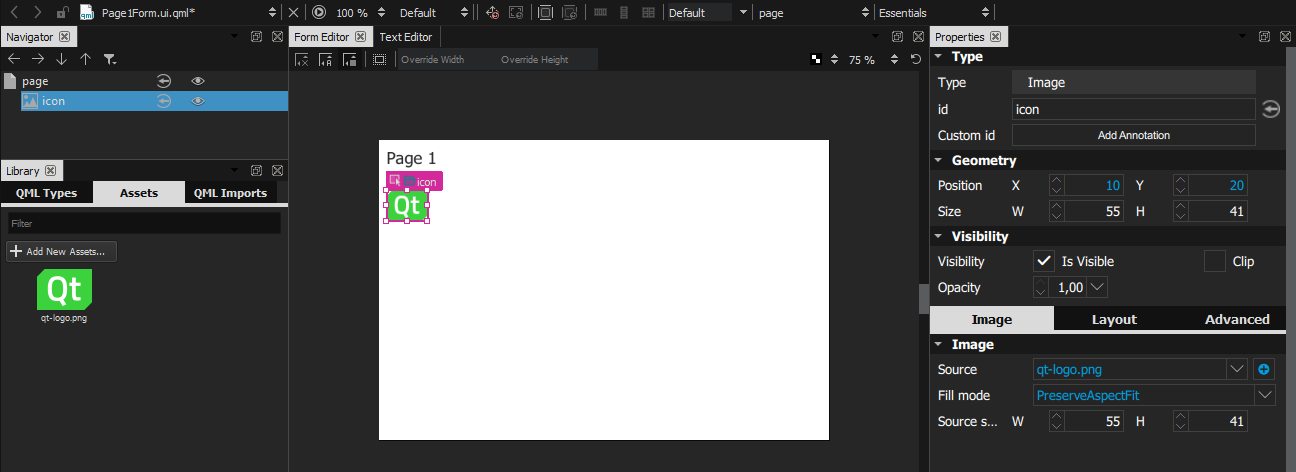 Page1Form.ui.qml* 100 % Default Default page Essentials
Navigator
page
icon
Library
QML Types Assets QML Imports
Filter
Add New Assets...
Qt
qt-logo.png
Form Editor Text Editor
Override Width Override Height 75 %
Page 1
icon
Qt
Properties
Type
Type Image
id icon
Custom id Add Annotation
Geometry
Position X 10 Y 20
Size W 55 H 41
Visibility
Visibility Is Visible Clip
Opacity 1,00
Image Layout Advanced
Image
Source qt-logo.png
Fill mode PreserveAspectFit
Source s... W 55 H 41